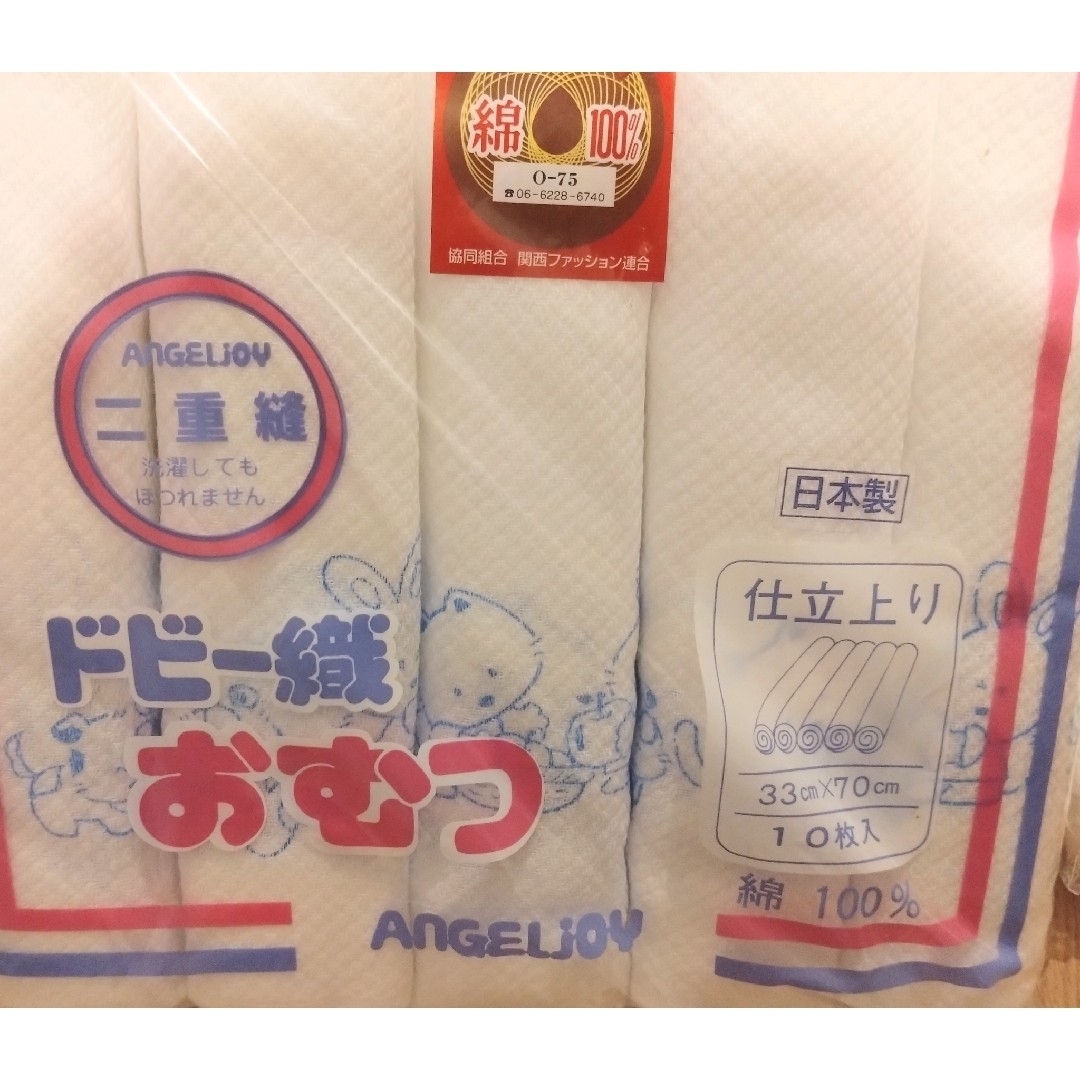 綿 100%
O-75
☎06-6228-6740
協同組合 関西ファッション連合
ANGELJOY
二重縫
洗濯しても
ほつれません
日本製
仕立上り
ドビー織
おむつ
33cm×70cm
10枚入
綿 100%
ANGELJOY